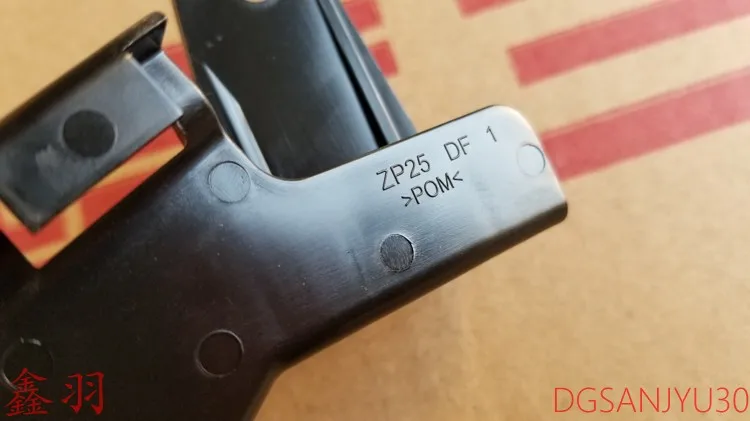 ZP25 DF 1
>POM<
鑫羽
DGSANJYU30